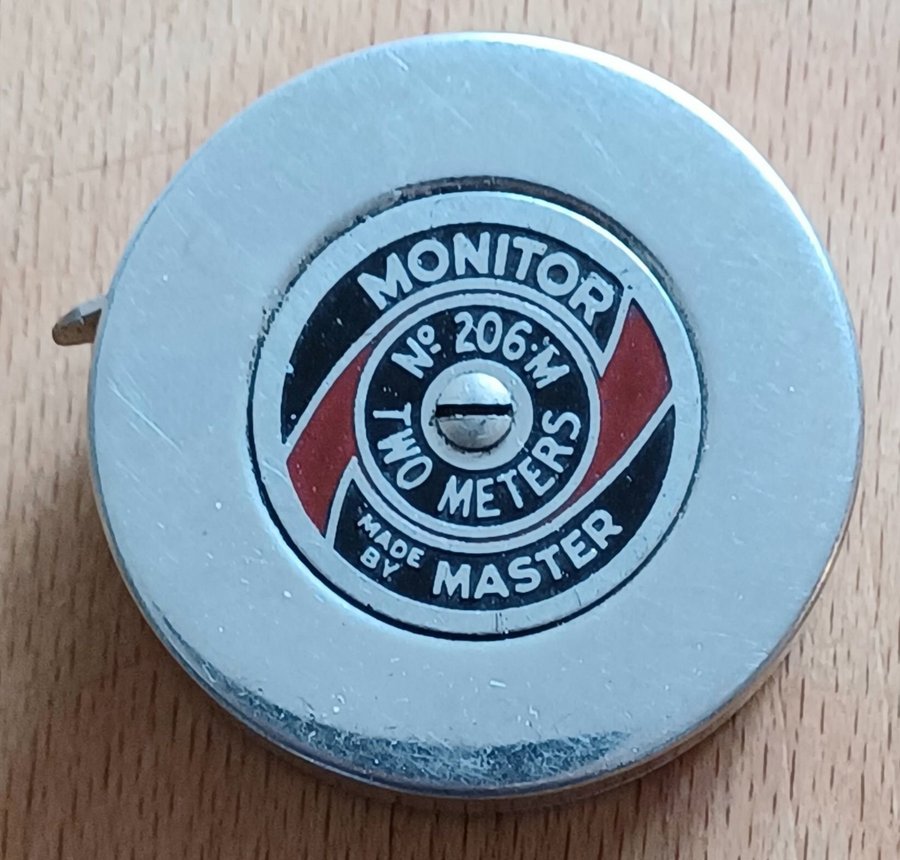 MONITOR
Nº 206·M
TWO METERS
MADE
BY
MASTER